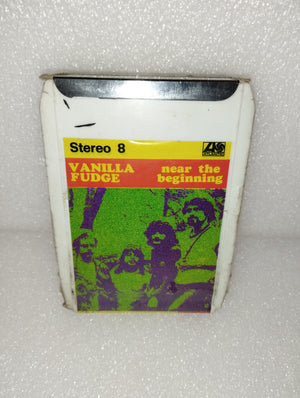 Stereo 8
VANILLA near the
FUDGE beginning